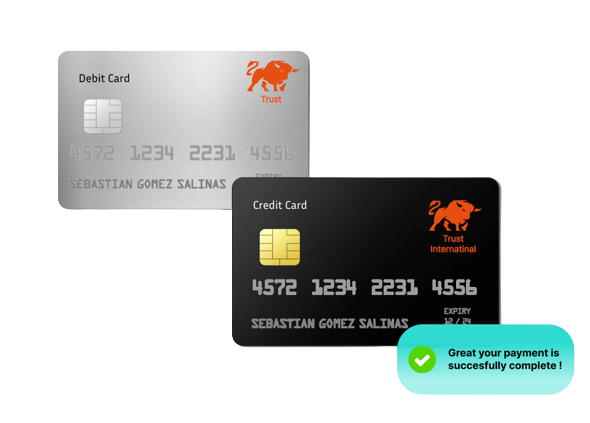 Debit Card
Trust
4572 1234 2231 4556
EXPIRY
SEBASTIAN GOMEZ SALINAS
Credit Card
Trust
Internatinal
4572 1234 2231 4556
EXPIRY
12 / 24
SEBASTIAN GOMEZ SALINAS
Great your payment is
succesfully complete !